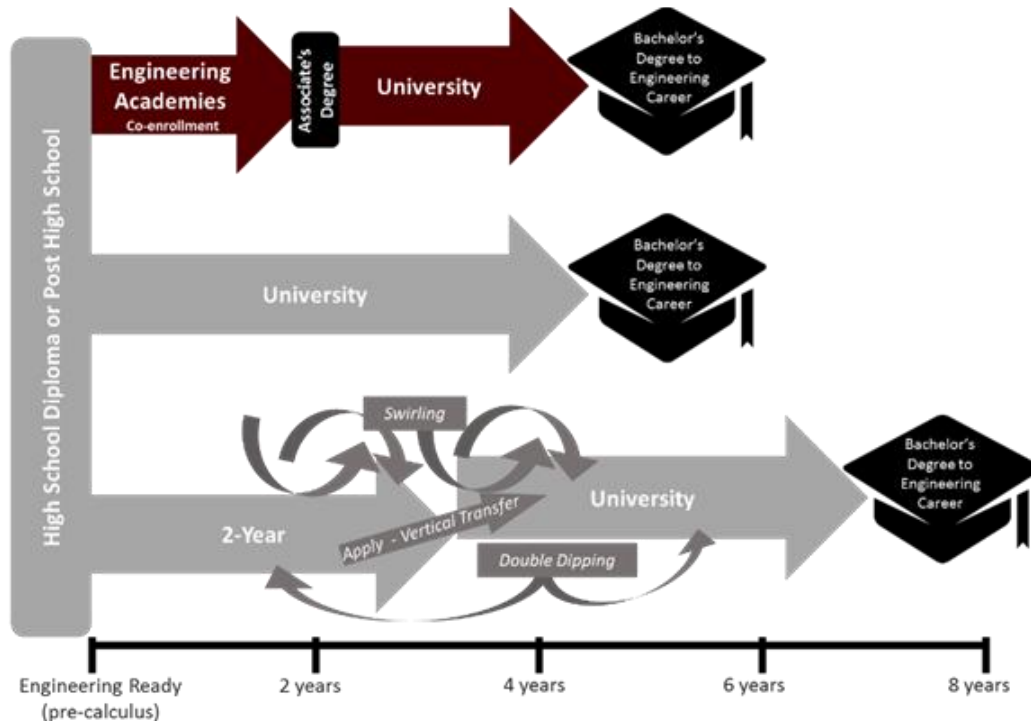 High School Diploma or Post High School
Engineering
Academies
Co-enrollment
Associate's
Degree
University
Bachelor's
Degree to
Engineering
Career
University
Bachelor's
Degree to
Engineering
Career
Swirling
2-Year
Apply - Vertical Transfer
University
Double Dipping
Bachelor's
Degree to
Engineering
Career
Engineering Ready
(pre-calculus)
2 years
4 years
6 years
8 years